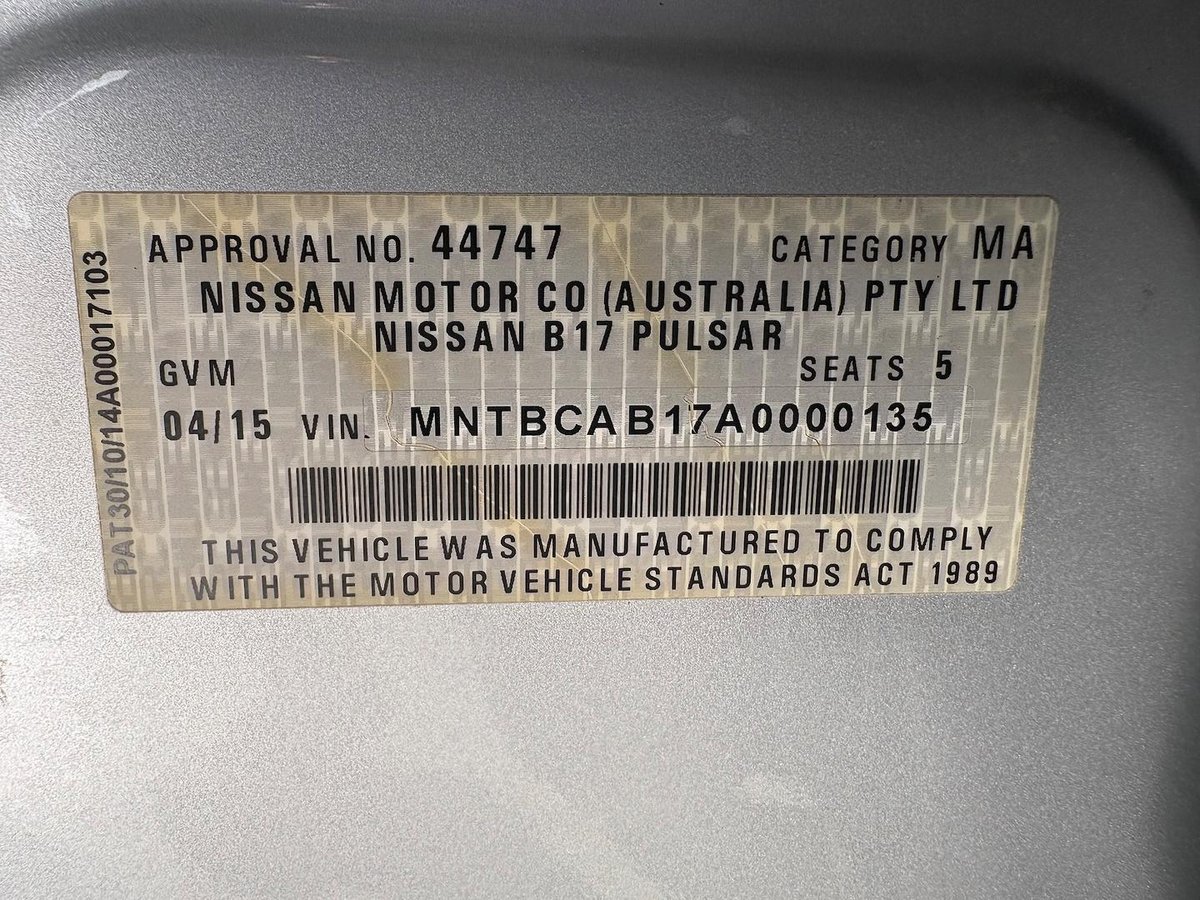 APPROVAL NO. 44747 CATEGORY MA
NISSAN MOTOR CO (AUSTRALIA) PTY LTD
NISSAN B17 PULSAR
GVM SEATS 5
04/15 VIN. MNTBCAB17A0000135
THIS VEHICLE WAS MANUFACTURED TO COMPLY
WITH THE MOTOR VEHICLE STANDARDS ACT 1989
PAT30/10/14A00017103